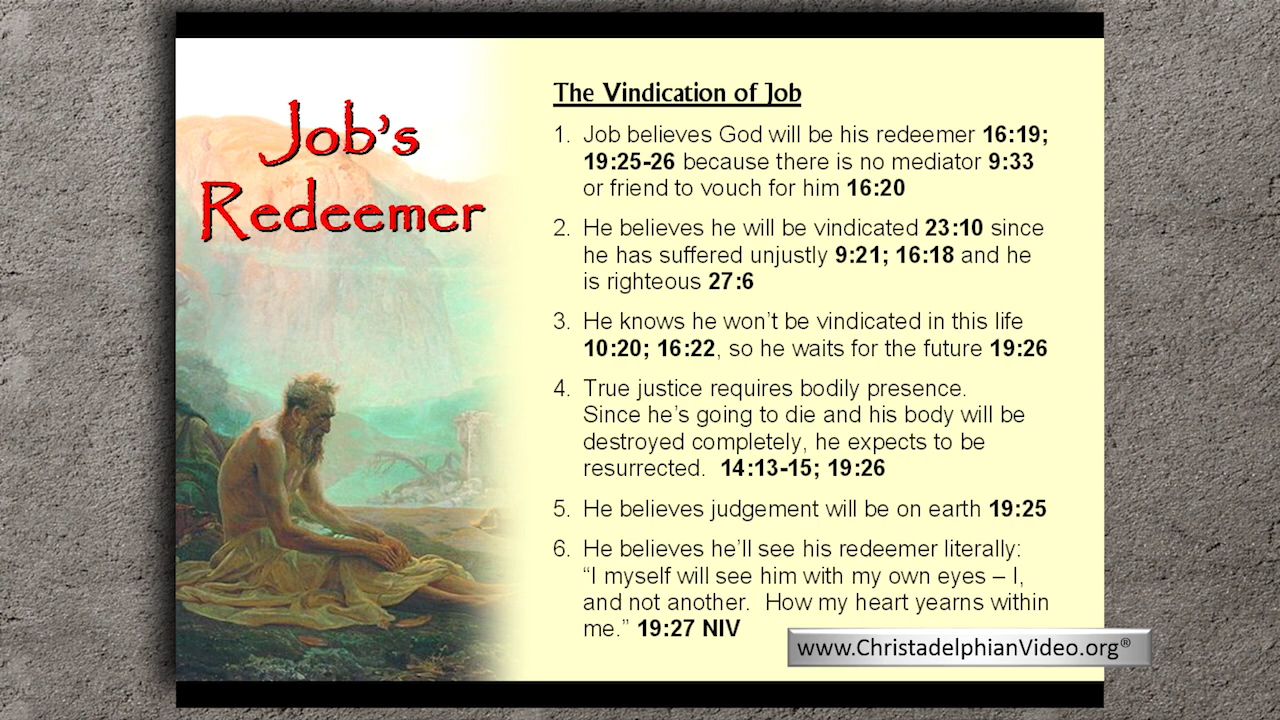 Job's
Redeemer
The Vindication of Job
1. Job believes God will be his redeemer 16:19;
19:25-26 because there is no mediator 9:33
or friend to vouch for him 16:20
2. He believes he will be vindicated 23:10 since
he has suffered unjustly 9:21; 16:18 and he
is righteous 27:6
3. He knows he won't be vindicated in this life
10:20; 16:22, so he waits for the future 19:26
4. True justice requires bodily presence.
Since he's going to die and his body will be
destroyed completely, he expects to be
resurrected. 14:13-15; 19:26
5. He believes judgement will be on earth 19:25
6. He believes he'll see his redeemer literally:
“I myself will see him with my own eyes – I,
and not another. How my heart yearns within
me.” 19:27 NIV
www.ChristadelphianVideo.org®